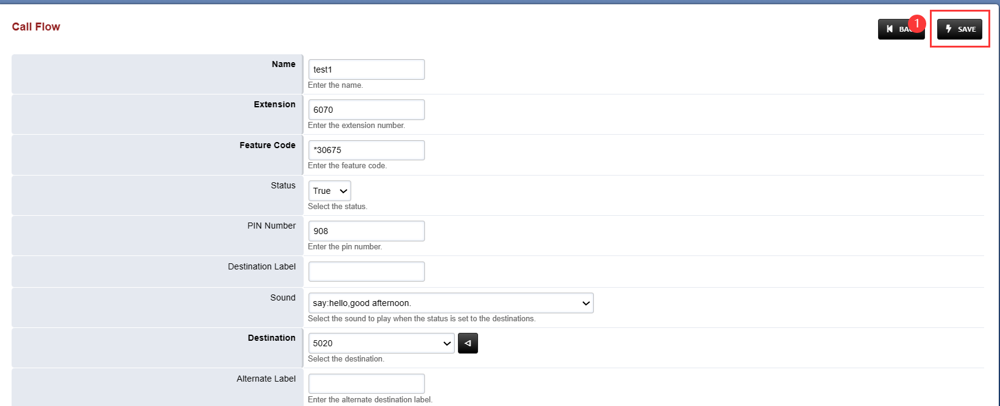 Call Flow
BA
1
SAVE
Name
test1
Enter the name.
Extension
6070
Enter the extension number.
Feature Code
*30675
Enter the feature code.
Status
True
Select the status.
PIN Number
908
Enter the pin number.
Destination Label
Sound
say:hello,good afternoon.
Select the sound to play when the status is set to the destinations.
Destination
5020
Select the destination.
Alternate Label
Enter the alternate destination label.